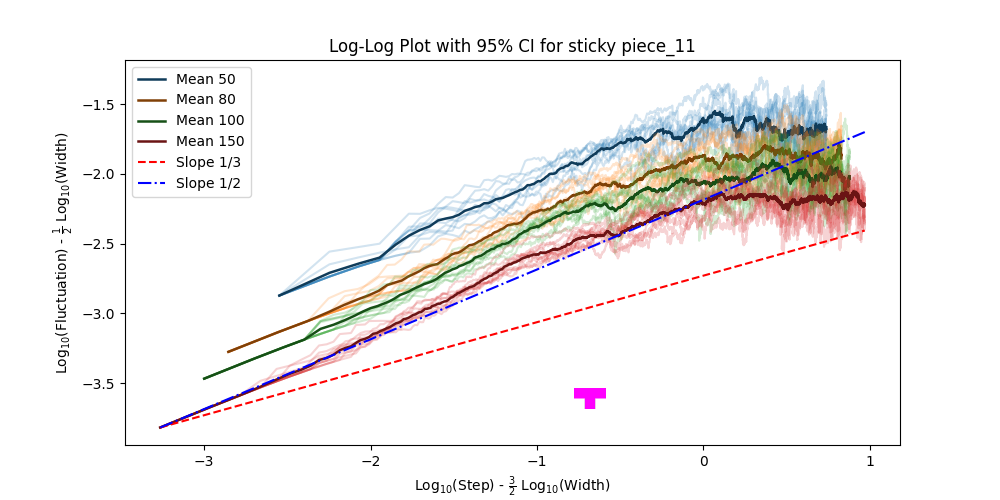 Log-Log Plot with 95% CI for sticky piece_11
Mean 50
Mean 80
Mean 100
Mean 150
Slope 1/3
Slope 1/2
Log₁₀(Fluctuation) - ½ Log₁₀(Width)
−1.5
−2.0
−2.5
−3.0
−3.5
−3
−2
−1
0
1
Log₁₀(Step) - 3/2 Log₁₀(Width)